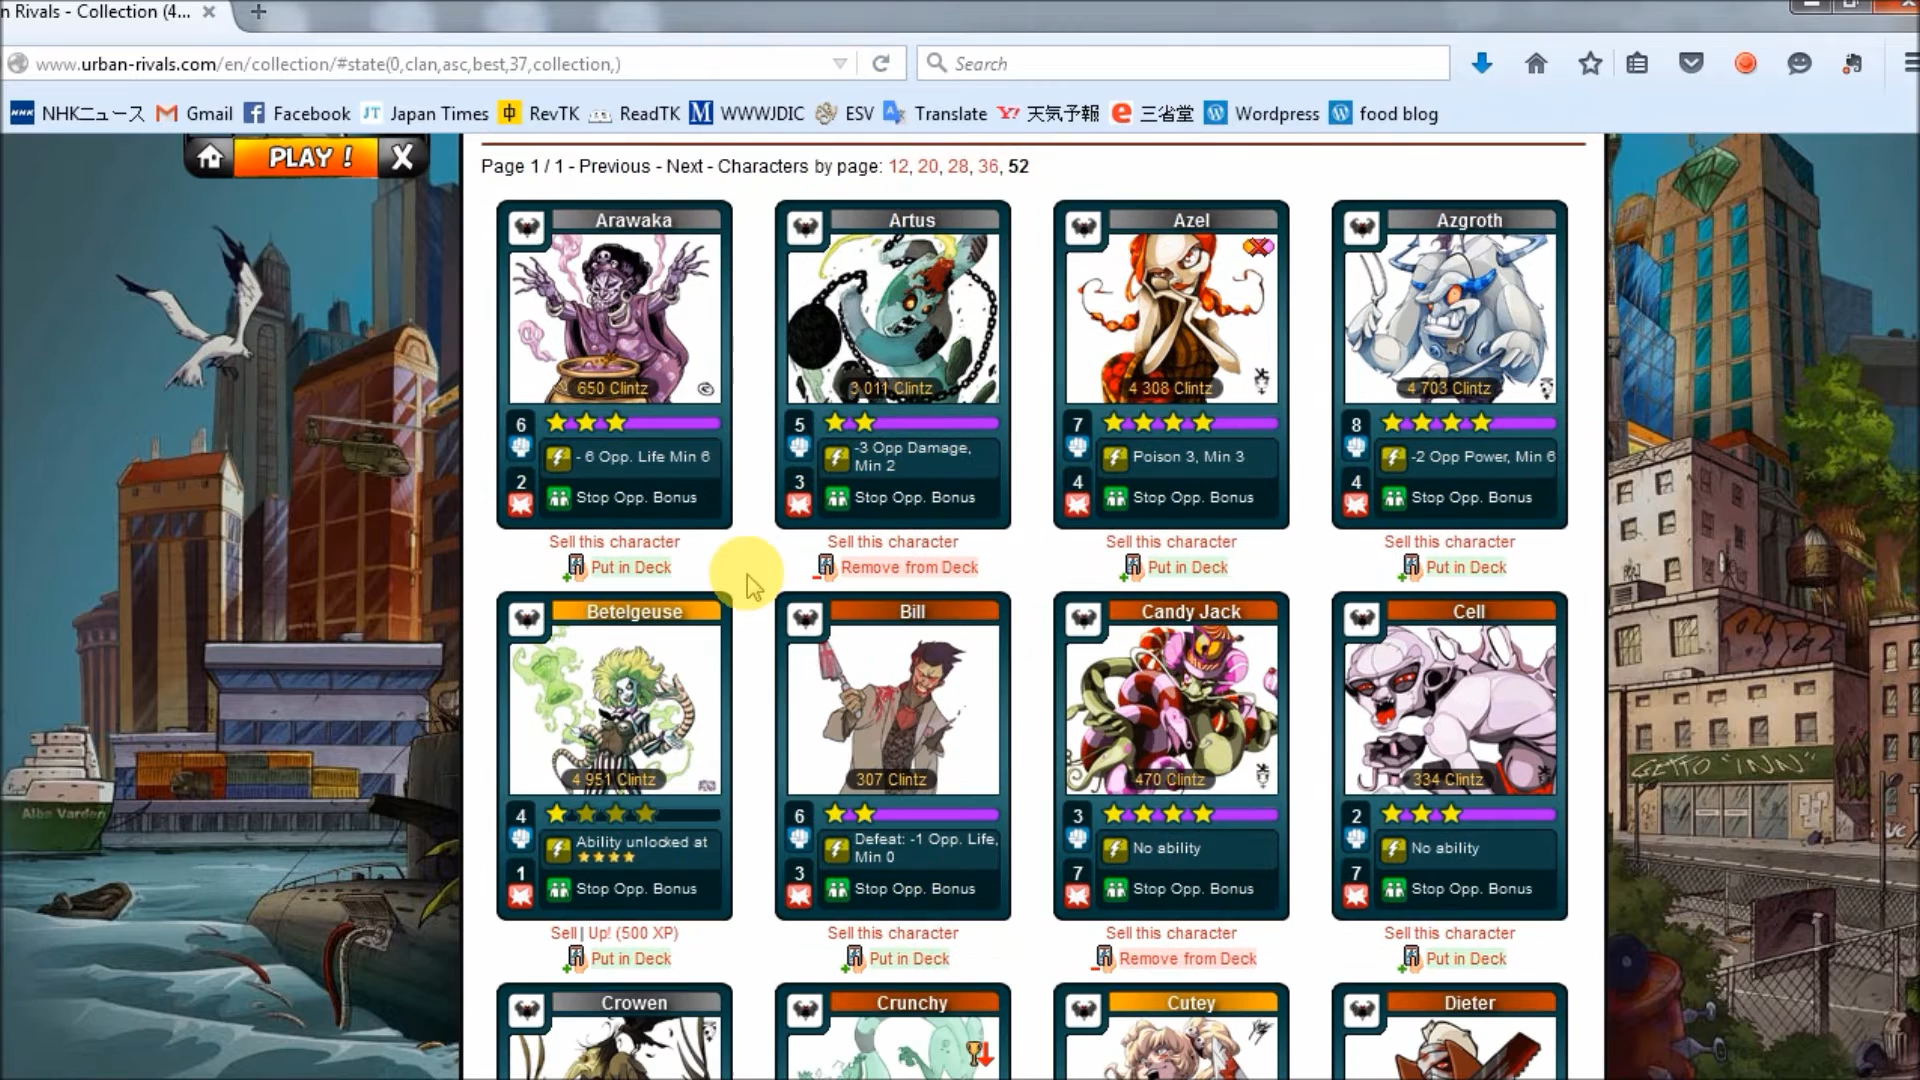 n Rivals - Collection (4...
www.urban-rivals.com/en/collection/#state(0,clan,asc,best,37,collection,)
Search
NHKニュース Gmail Facebook JT Japan Times 中 RevTK ReadTK M WWWJDIC ESV Translate Y! 天気予報 e 三省堂 Wordpress food blog
PLAY ! X
Page 1 / 1 - Previous - Next - Characters by page: 12, 20, 28, 36, 52
Arawaka Artus Azel Azgroth
650 Clintz 3 011 Clintz 4 308 Clintz 4 703 Clintz
6 5 7 8
- 6 Opp. Life Min 6 -3 Opp Damage, Min 2 Poison 3, Min 3 -2 Opp Power, Min 6
2 3 4 4
Stop Opp. Bonus Stop Opp. Bonus Stop Opp. Bonus Stop Opp. Bonus
Sell this character Sell this character Sell this character Sell this character
Put in Deck Remove from Deck Put in Deck Put in Deck
Betelgeuse Bill Candy Jack Cell
4 951 Clintz 307 Clintz 470 Clintz 334 Clintz
4 6 3 2
Ability unlocked at Defeat: -1 Opp. Life, Min 0 No ability No ability
1 3 7 7
Stop Opp. Bonus Stop Opp. Bonus Stop Opp. Bonus Stop Opp. Bonus
Sell | Up! (500 XP) Sell this character Sell this character Sell this character
Put in Deck Put in Deck Remove from Deck Put in Deck
Crowen Crunchy Cutey Dieter
Alba Varden
GETTO "INN"